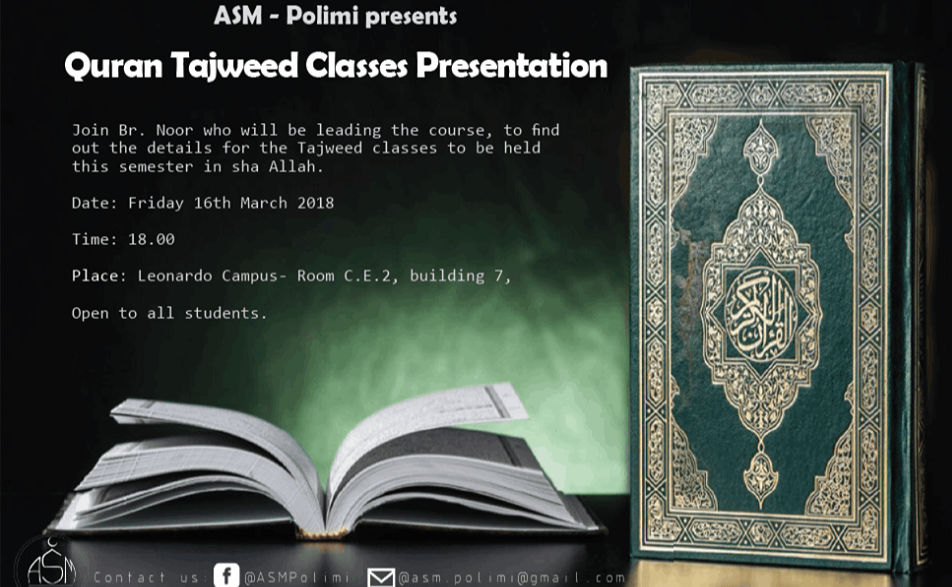 ASM - Polimi presents
Quran Tajweed Classes Presentation
Join Br. Noor who will be leading the course, to find
out the details for the Tajweed classes to be held
this semester in sha Allah.
Date: Friday 16th March 2018
Time: 18.00
Place: Leonardo Campus- Room C.E.2, building 7,
Open to all students.
القرآن الكريم
ASM
Contact us: f @ASMPolimi @asm.polimi@gmail.com